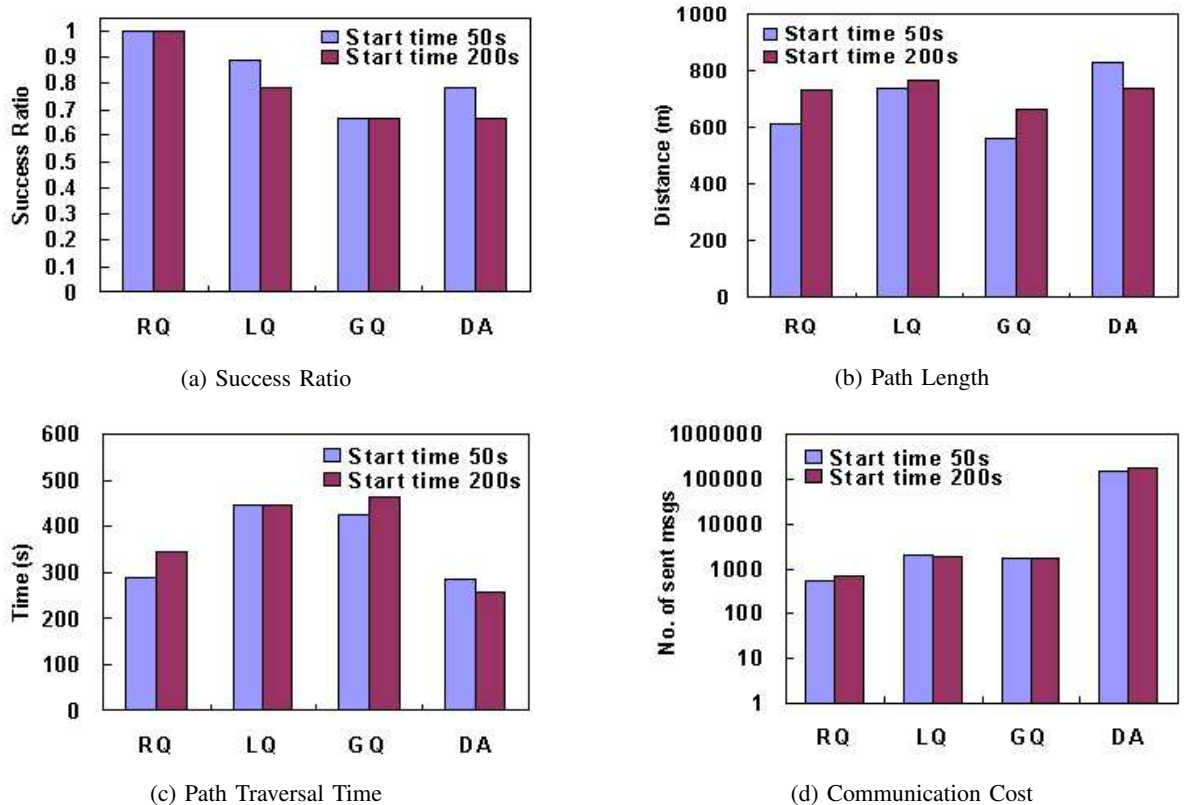 1
0.9
0.8
0.7
0.6
0.5
0.4
0.3
0.2
0.1
0
Success Ratio
Start time 50s
Start time 200s
RQ LQ GQ DA
(a) Success Ratio
1000
800
600
400
200
0
Distance (m)
Start time 50s
Start time 200s
RQ LQ GQ DA
(b) Path Length
600
500
400
300
200
100
0
Time (s)
Start time 50s
Start time 200s
RQ LQ GQ DA
(c) Path Traversal Time
1000000
100000
10000
1000
100
10
1
No. of sent msgs
Start time 50s
Start time 200s
RQ LQ GQ DA
(d) Communication Cost